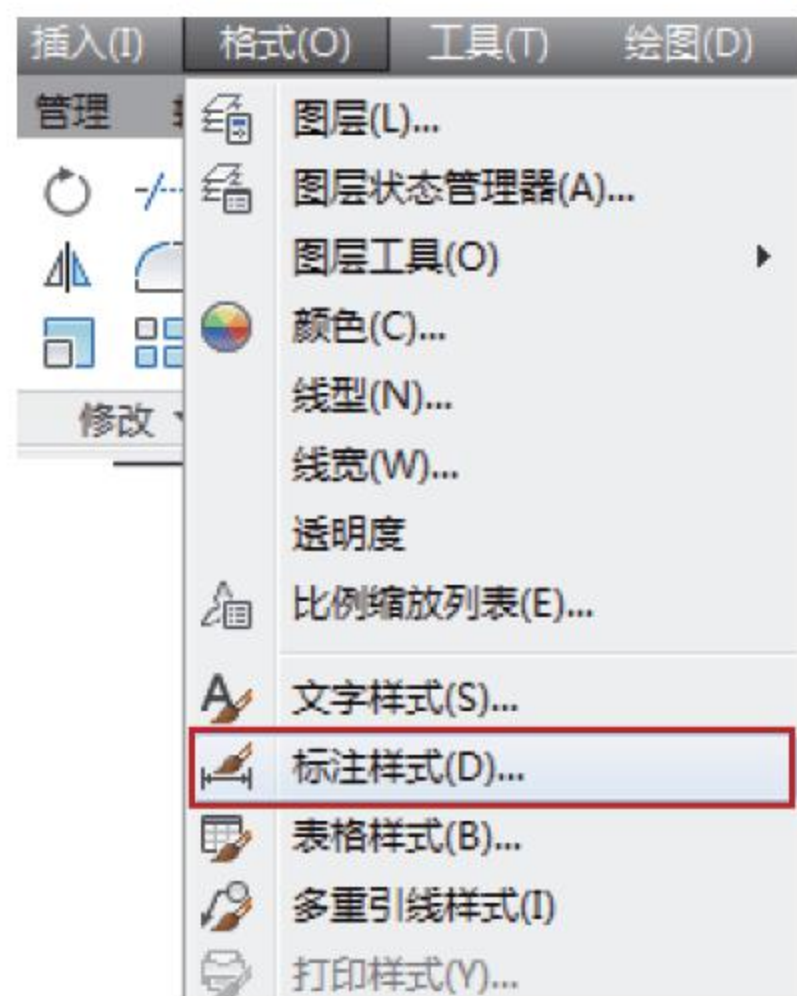 插入(I) 格式(O) 工具(T) 绘图(D)
管理
图层(L)...
图层状态管理器(A)...
图层工具(O)
颜色(C)...
线型(N)...
修改
线宽(W)...
透明度
比例缩放列表(E)...
文字样式(S)...
标注样式(D)...
表格样式(B)...
多重引线样式(I)
打印样式(Y)...